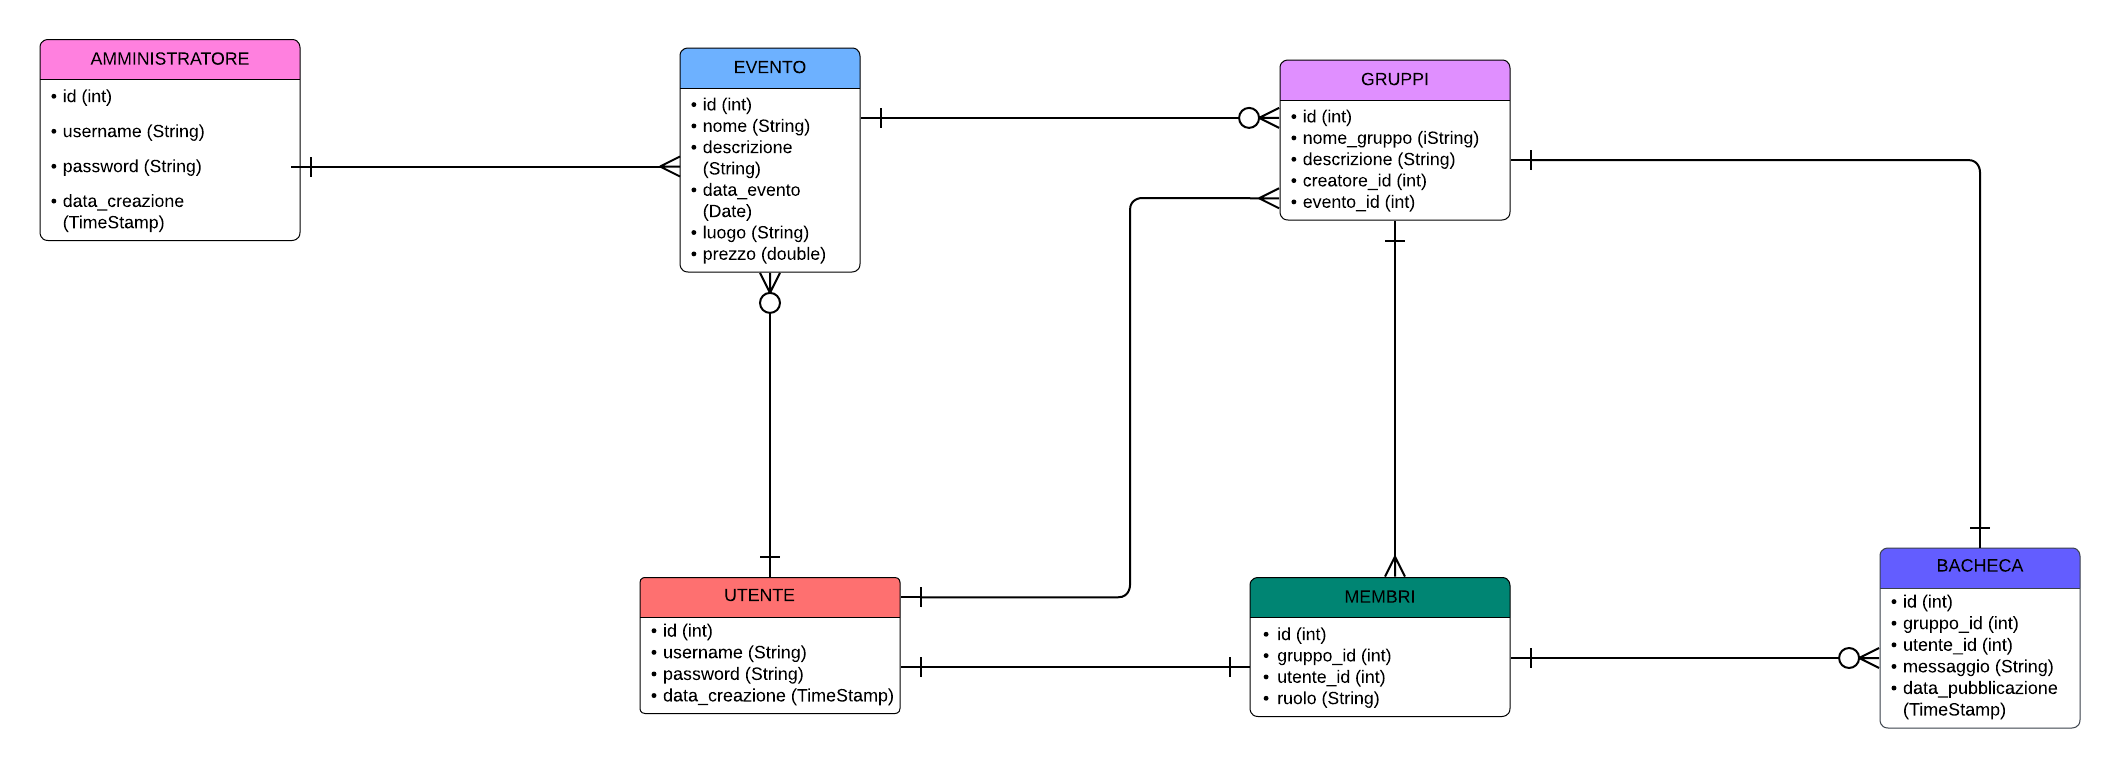 AMMINISTRATORE
• id (int)
• username (String)
• password (String)
• data_creazione
(TimeStamp)
EVENTO
• id (int)
• nome (String)
• descrizione
(String)
• data_evento
(Date)
• luogo (String)
• prezzo (double)
GRUPPI
• id (int)
• nome_gruppo (iString)
• descrizione (String)
• creatore_id (int)
• evento_id (int)
UTENTE
• id (int)
• username (String)
• password (String)
• data_creazione (TimeStamp)
MEMBRI
• id (int)
• gruppo_id (int)
• utente_id (int)
• ruolo (String)
BACHECA
• id (int)
• gruppo_id (int)
• utente_id (int)
• messaggio (String)
• data_pubblicazione
(TimeStamp)